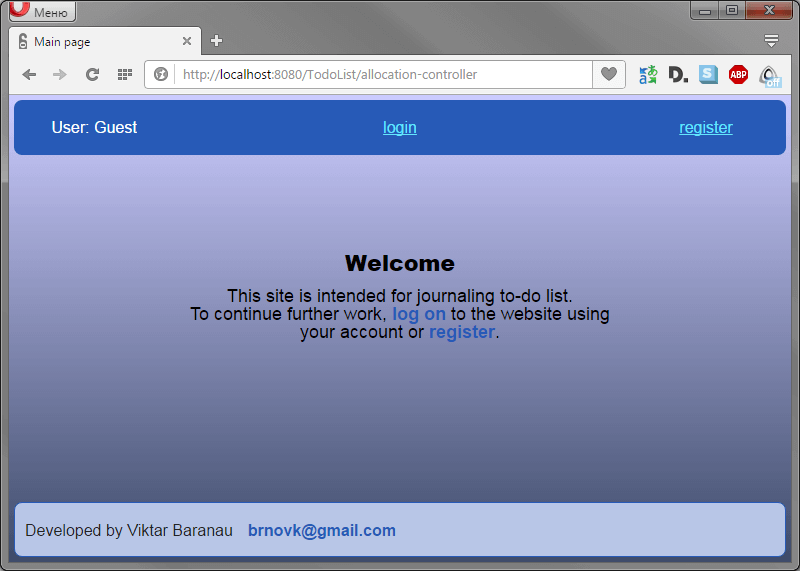 Меню
Main page
http://localhost:8080/TodoList/allocation-controller
D.
S
ABP
Off
User: Guest
login
register
Welcome
This site is intended for journaling to-do list.
To continue further work, log on to the website using
your account or register.
Developed by Viktar Baranau brnovk@gmail.com